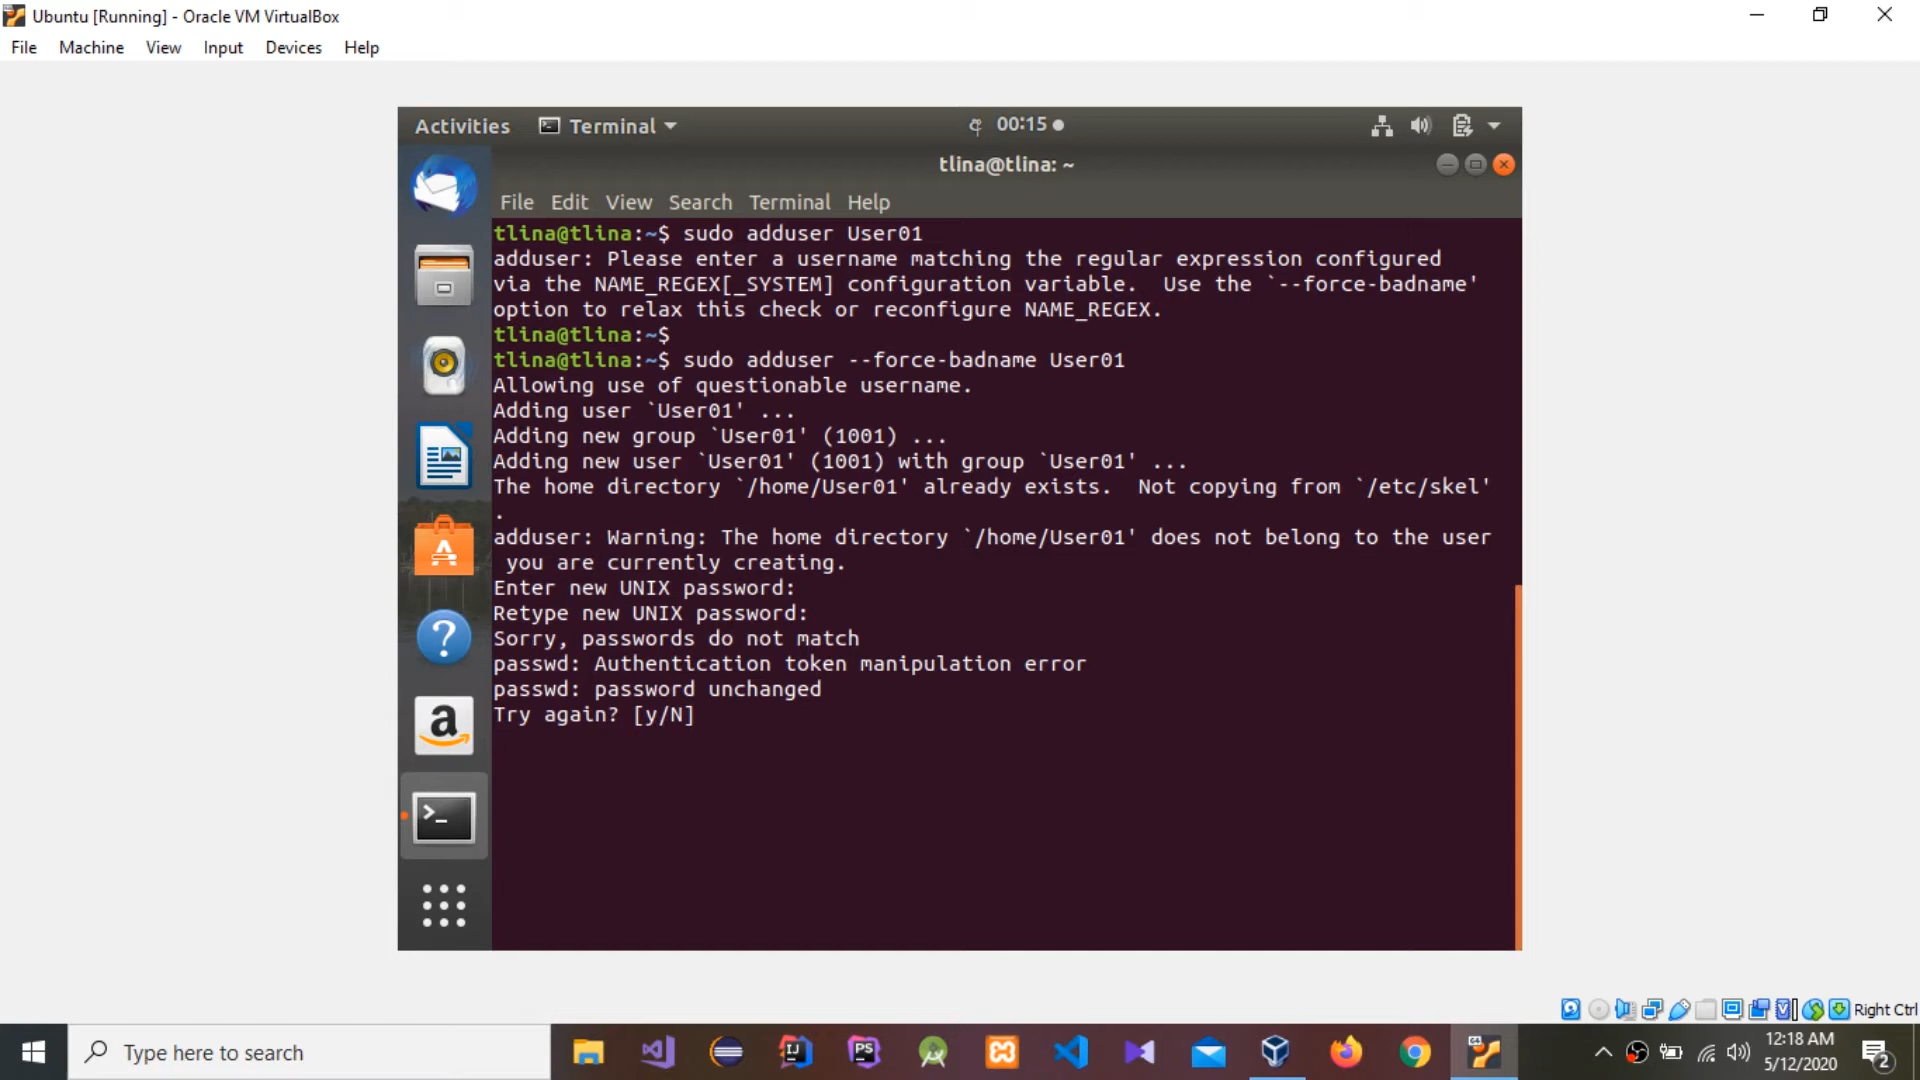 Ubuntu [Running] - Oracle VM VirtualBox
File Machine View Input Devices Help
Activities Terminal 00:15
tlina@tlina: ~
File Edit View Search Terminal Help
tlina@tlina:~$ sudo adduser User01
adduser: Please enter a username matching the regular expression configured
via the NAME_REGEX[_SYSTEM] configuration variable.  Use the `--force-badname'
option to relax this check or reconfigure NAME_REGEX.
tlina@tlina:~$
tlina@tlina:~$ sudo adduser --force-badname User01
Allowing use of questionable username.
Adding user `User01' ...
Adding new group `User01' (1001) ...
Adding new user `User01' (1001) with group `User01' ...
The home directory `/home/User01' already exists.  Not copying from `/etc/skel'
.
adduser: Warning: The home directory `/home/User01' does not belong to the user
you are currently creating.
Enter new UNIX password:
Retype new UNIX password:
Sorry, passwords do not match
passwd: Authentication token manipulation error
passwd: password unchanged
Try again? [y/N]
Right Ctrl
Type here to search
12:18 AM
5/12/2020
2